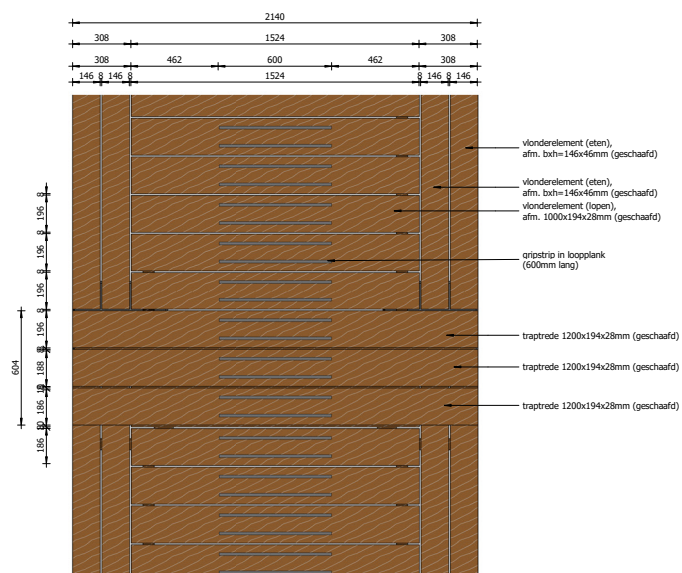 2140
308 1524 308
308 462 600 462 308
146 8 146 8 1524 8 146 8 146
vlonderelement (eten),
afm. bxh=146x46mm (geschaafd)
vlonderelement (eten),
afm. bxh=146x46mm (geschaafd)
vlonderelement (lopen),
afm. 1000x194x28mm (geschaafd)
gripstrip in loopplank
(600mm lang)
traptrede 1200x194x28mm (geschaafd)
traptrede 1200x194x28mm (geschaafd)
traptrede 1200x194x28mm (geschaafd)
8
196
8
196
8
196
8
196
8
196
188
186
186
604